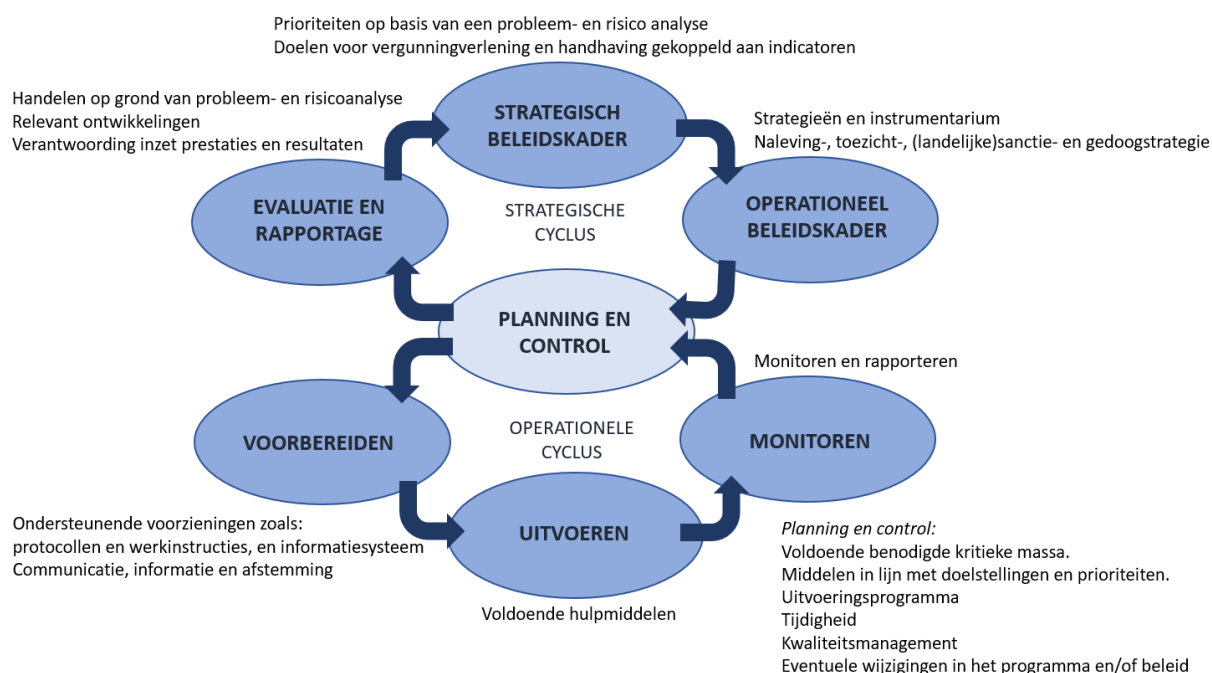 Prioriteiten op basis van een probleem- en risico analyse
Doelen voor vergunningverlening en handhaving gekoppeld aan indicatoren
Handelen op grond van probleem- en risicoanalyse
Relevant ontwikkelingen
Verantwoording inzet prestaties en resultaten
STRATEGISCH
BELEIDSKADER
Strategieën en instrumentarium
Naleving-, toezicht-, (landelijke)sanctie- en gedoogstrategie
EVALUATIE EN
RAPPORTAGE
STRATEGISCHE
CYCLUS
OPERATIONEEL
BELEIDSKADER
PLANNING EN
CONTROL
Monitoren en rapporteren
VOORBEREIDEN
OPERATIONELE
CYCLUS
MONITOREN
Ondersteunende voorzieningen zoals:
protocollen en werkinstructies, en informatiesysteem
Communicatie, informatie en afstemming
UITVOEREN
Voldoende hulpmiddelen
Planning en control:
Voldoende benodigde kritieke massa.
Middelen in lijn met doelstellingen en prioriteiten.
Uitvoeringsprogramma
Tijdigheid
Kwaliteitsmanagement
Eventuele wijzigingen in het programma en/of beleid